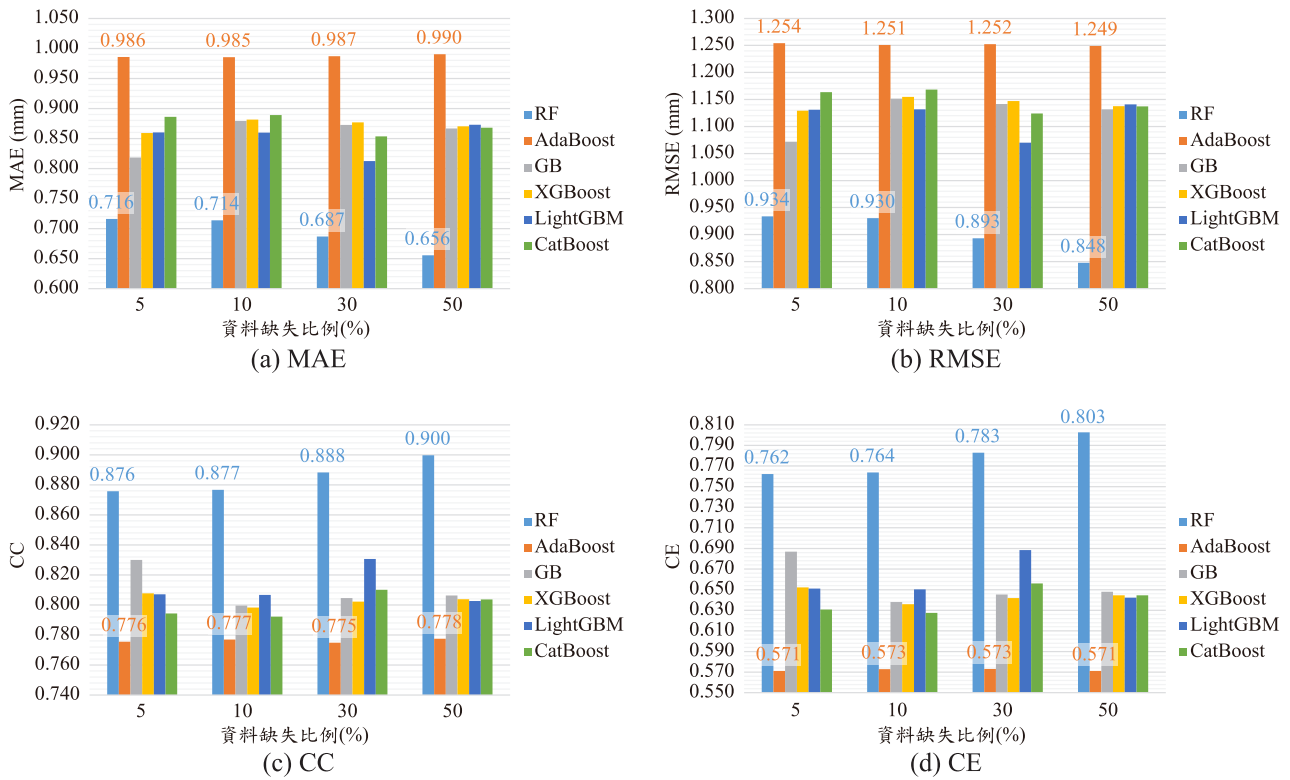 MAE (mm)
1.050
1.000
0.950
0.900
0.850
0.800
0.750
0.700
0.650
0.600
0.986
0.985
0.987
0.990
0.716
0.714
0.687
0.656
5
10
30
50
資料缺失比例(%)
RF
AdaBoost
GB
XGBoost
LightGBM
CatBoost
(a) MAE
RMSE (mm)
1.300
1.250
1.200
1.150
1.100
1.050
1.000
0.950
0.900
0.850
0.800
1.254
1.251
1.252
1.249
0.934
0.930
0.893
0.848
5
10
30
50
資料缺失比例(%)
RF
AdaBoost
GB
XGBoost
LightGBM
CatBoost
(b) RMSE
CC
0.920
0.900
0.880
0.860
0.840
0.820
0.800
0.780
0.760
0.740
0.876
0.877
0.888
0.900
0.776
0.777
0.775
0.778
5
10
30
50
資料缺失比例(%)
RF
AdaBoost
GB
XGBoost
LightGBM
CatBoost
(c) CC
CE
0.810
0.790
0.770
0.750
0.730
0.710
0.690
0.670
0.650
0.630
0.610
0.590
0.570
0.550
0.762
0.764
0.783
0.803
0.571
0.573
0.573
0.571
5
10
30
50
資料缺失比例(%)
RF
AdaBoost
GB
XGBoost
LightGBM
CatBoost
(d) CE